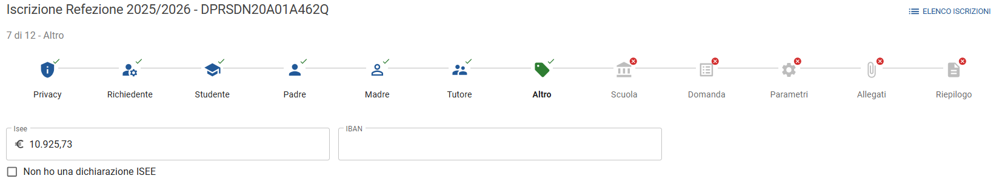 Iscrizione Refezione 2025/2026 - DPRSDN20A01A462Q
ELENCO ISCRIZIONI
7 di 12 - Altro
Privacy Richiedente Studente Padre Madre Tutore Altro Scuola Domanda Parametri Allegati Riepilogo
Isee IBAN
€ 10.925,73
Non ho una dichiarazione ISEE